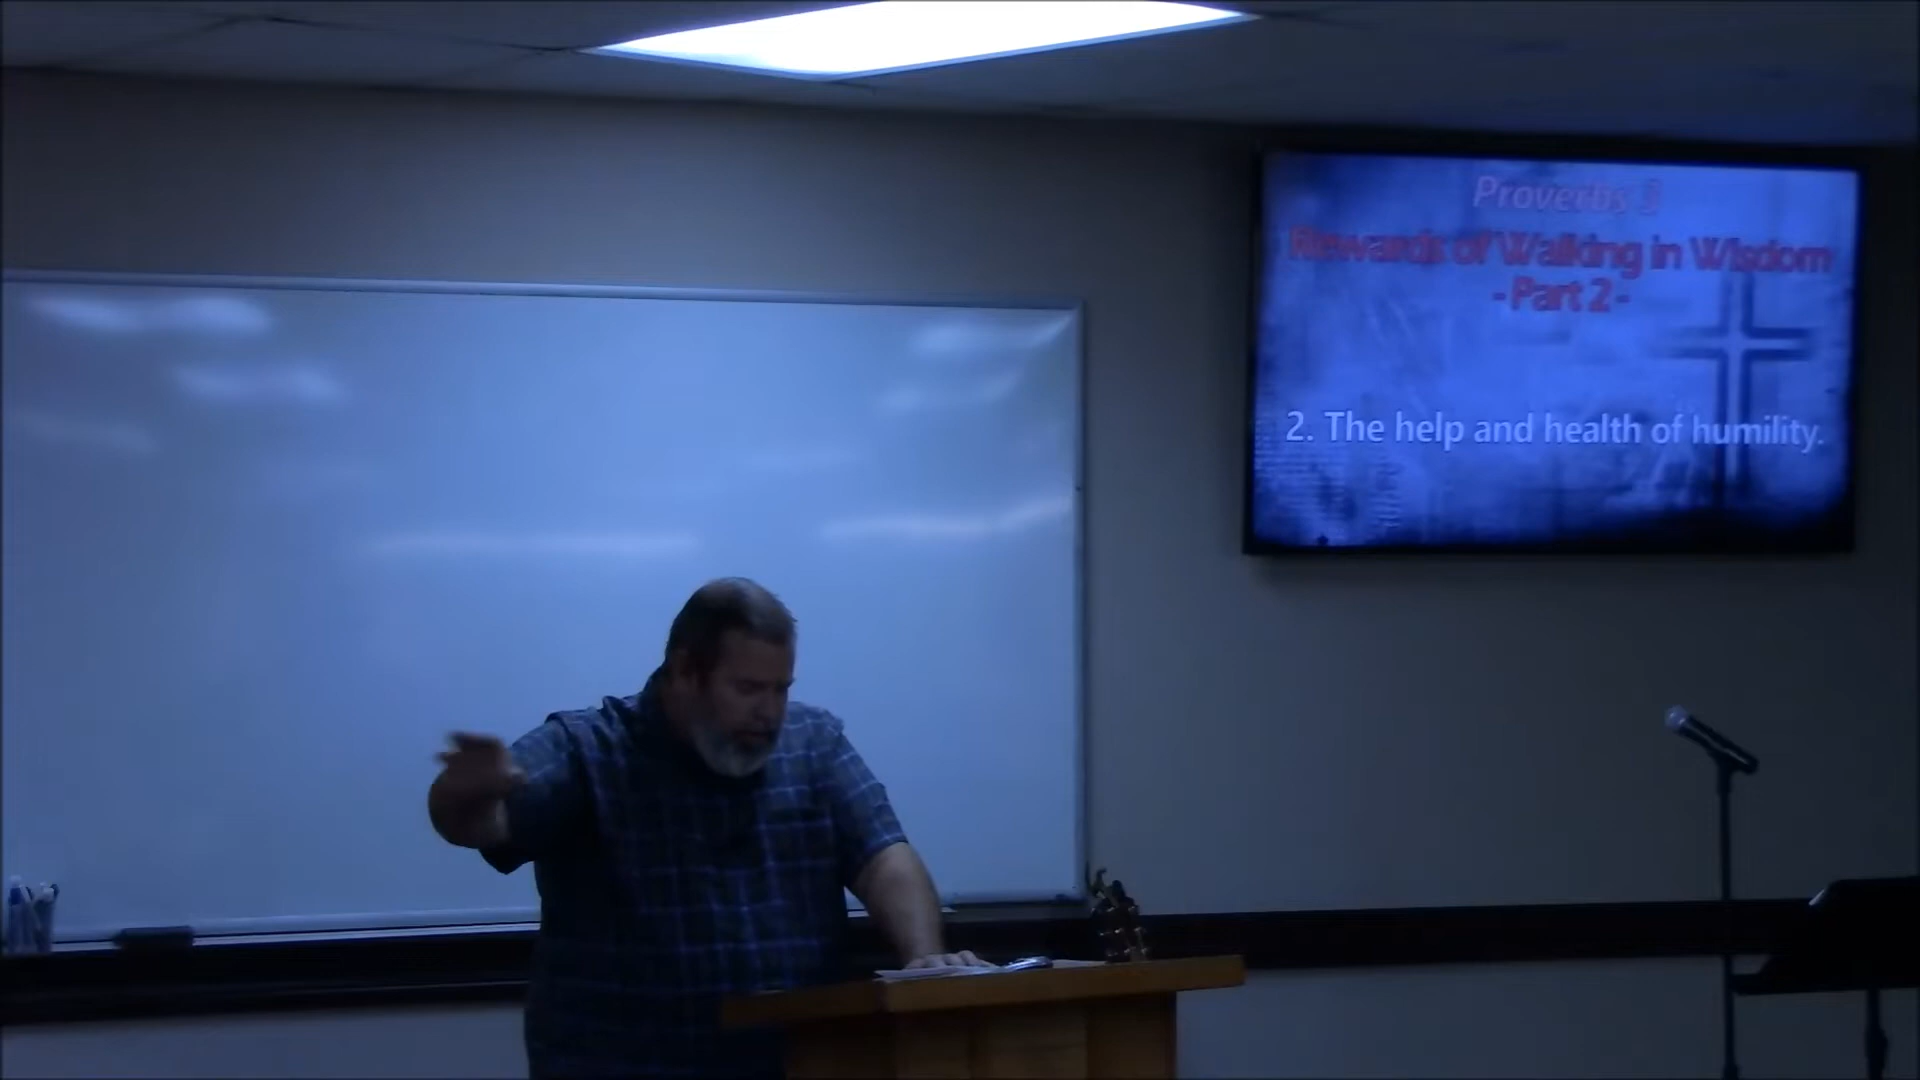 Proverbs 3
Rewards of Walking in Wisdom
- Part 2 -
2. The help and health of humility.